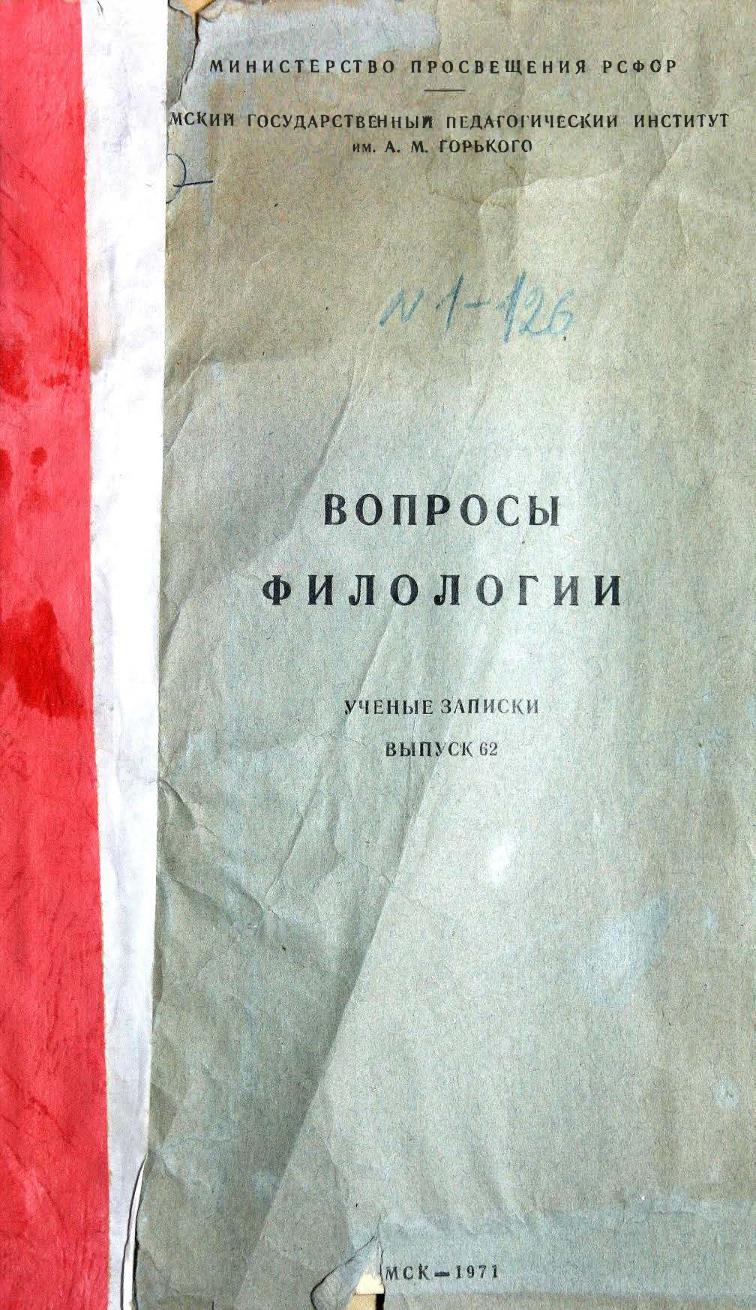 МИНИСТЕРСТВО ПРОСВЕЩЕНИЯ РСФСР
МСКИЙ ГОСУДАРСТВЕННЫЙ ПЕДАГОГИЧЕСКИЙ ИНСТИТУТ
ИМ. А. М. ГОРЬКОГО
N 1-126
ВОПРОСЫ
ФИЛОЛОГИИ
УЧЕНЫЕ ЗАПИСКИ
ВЫПУСК 62
МСК — 1971